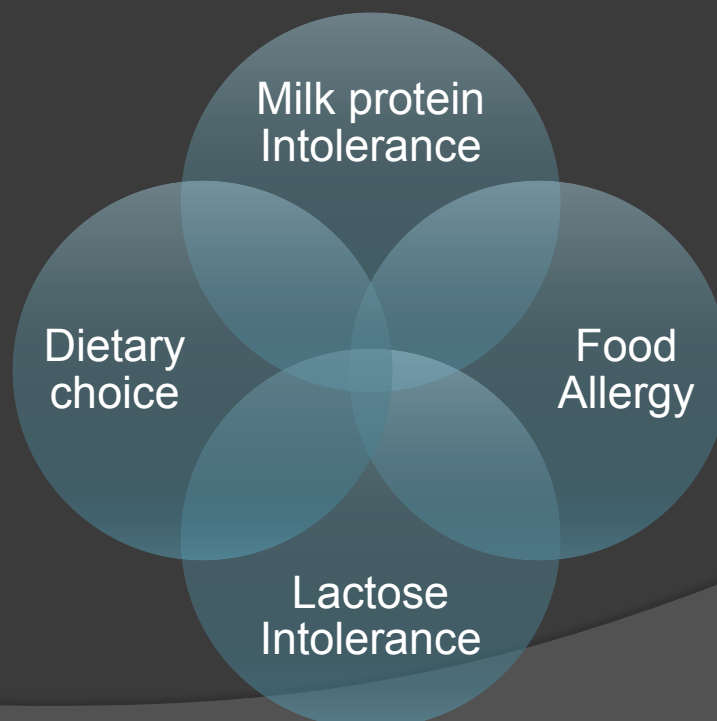 Milk protein
Intolerance
Dietary
choice
Food
Allergy
Lactose
Intolerance